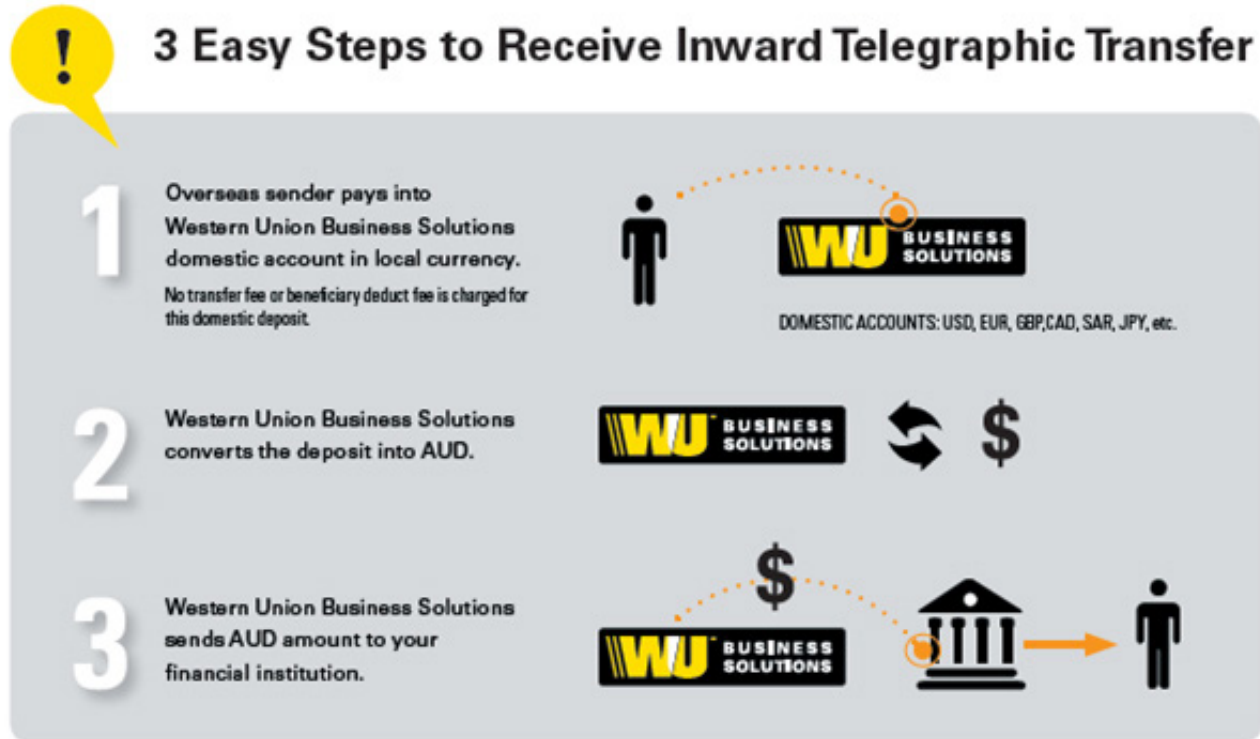 !
3 Easy Steps to Receive Inward Telegraphic Transfer
1
Overseas sender pays into
Western Union Business Solutions
domestic account in local currency.
No transfer fee or beneficiary deduct fee is charged for
this domestic deposit.
WU BUSINESS
SOLUTIONS
DOMESTIC ACCOUNTS: USD, EUR, GBP,CAD, SAR, JPY, etc.
2
Western Union Business Solutions
converts the deposit into AUD.
WU BUSINESS
SOLUTIONS
$
3
Western Union Business Solutions
sends AUD amount to your
financial institution.
$
WU BUSINESS
SOLUTIONS